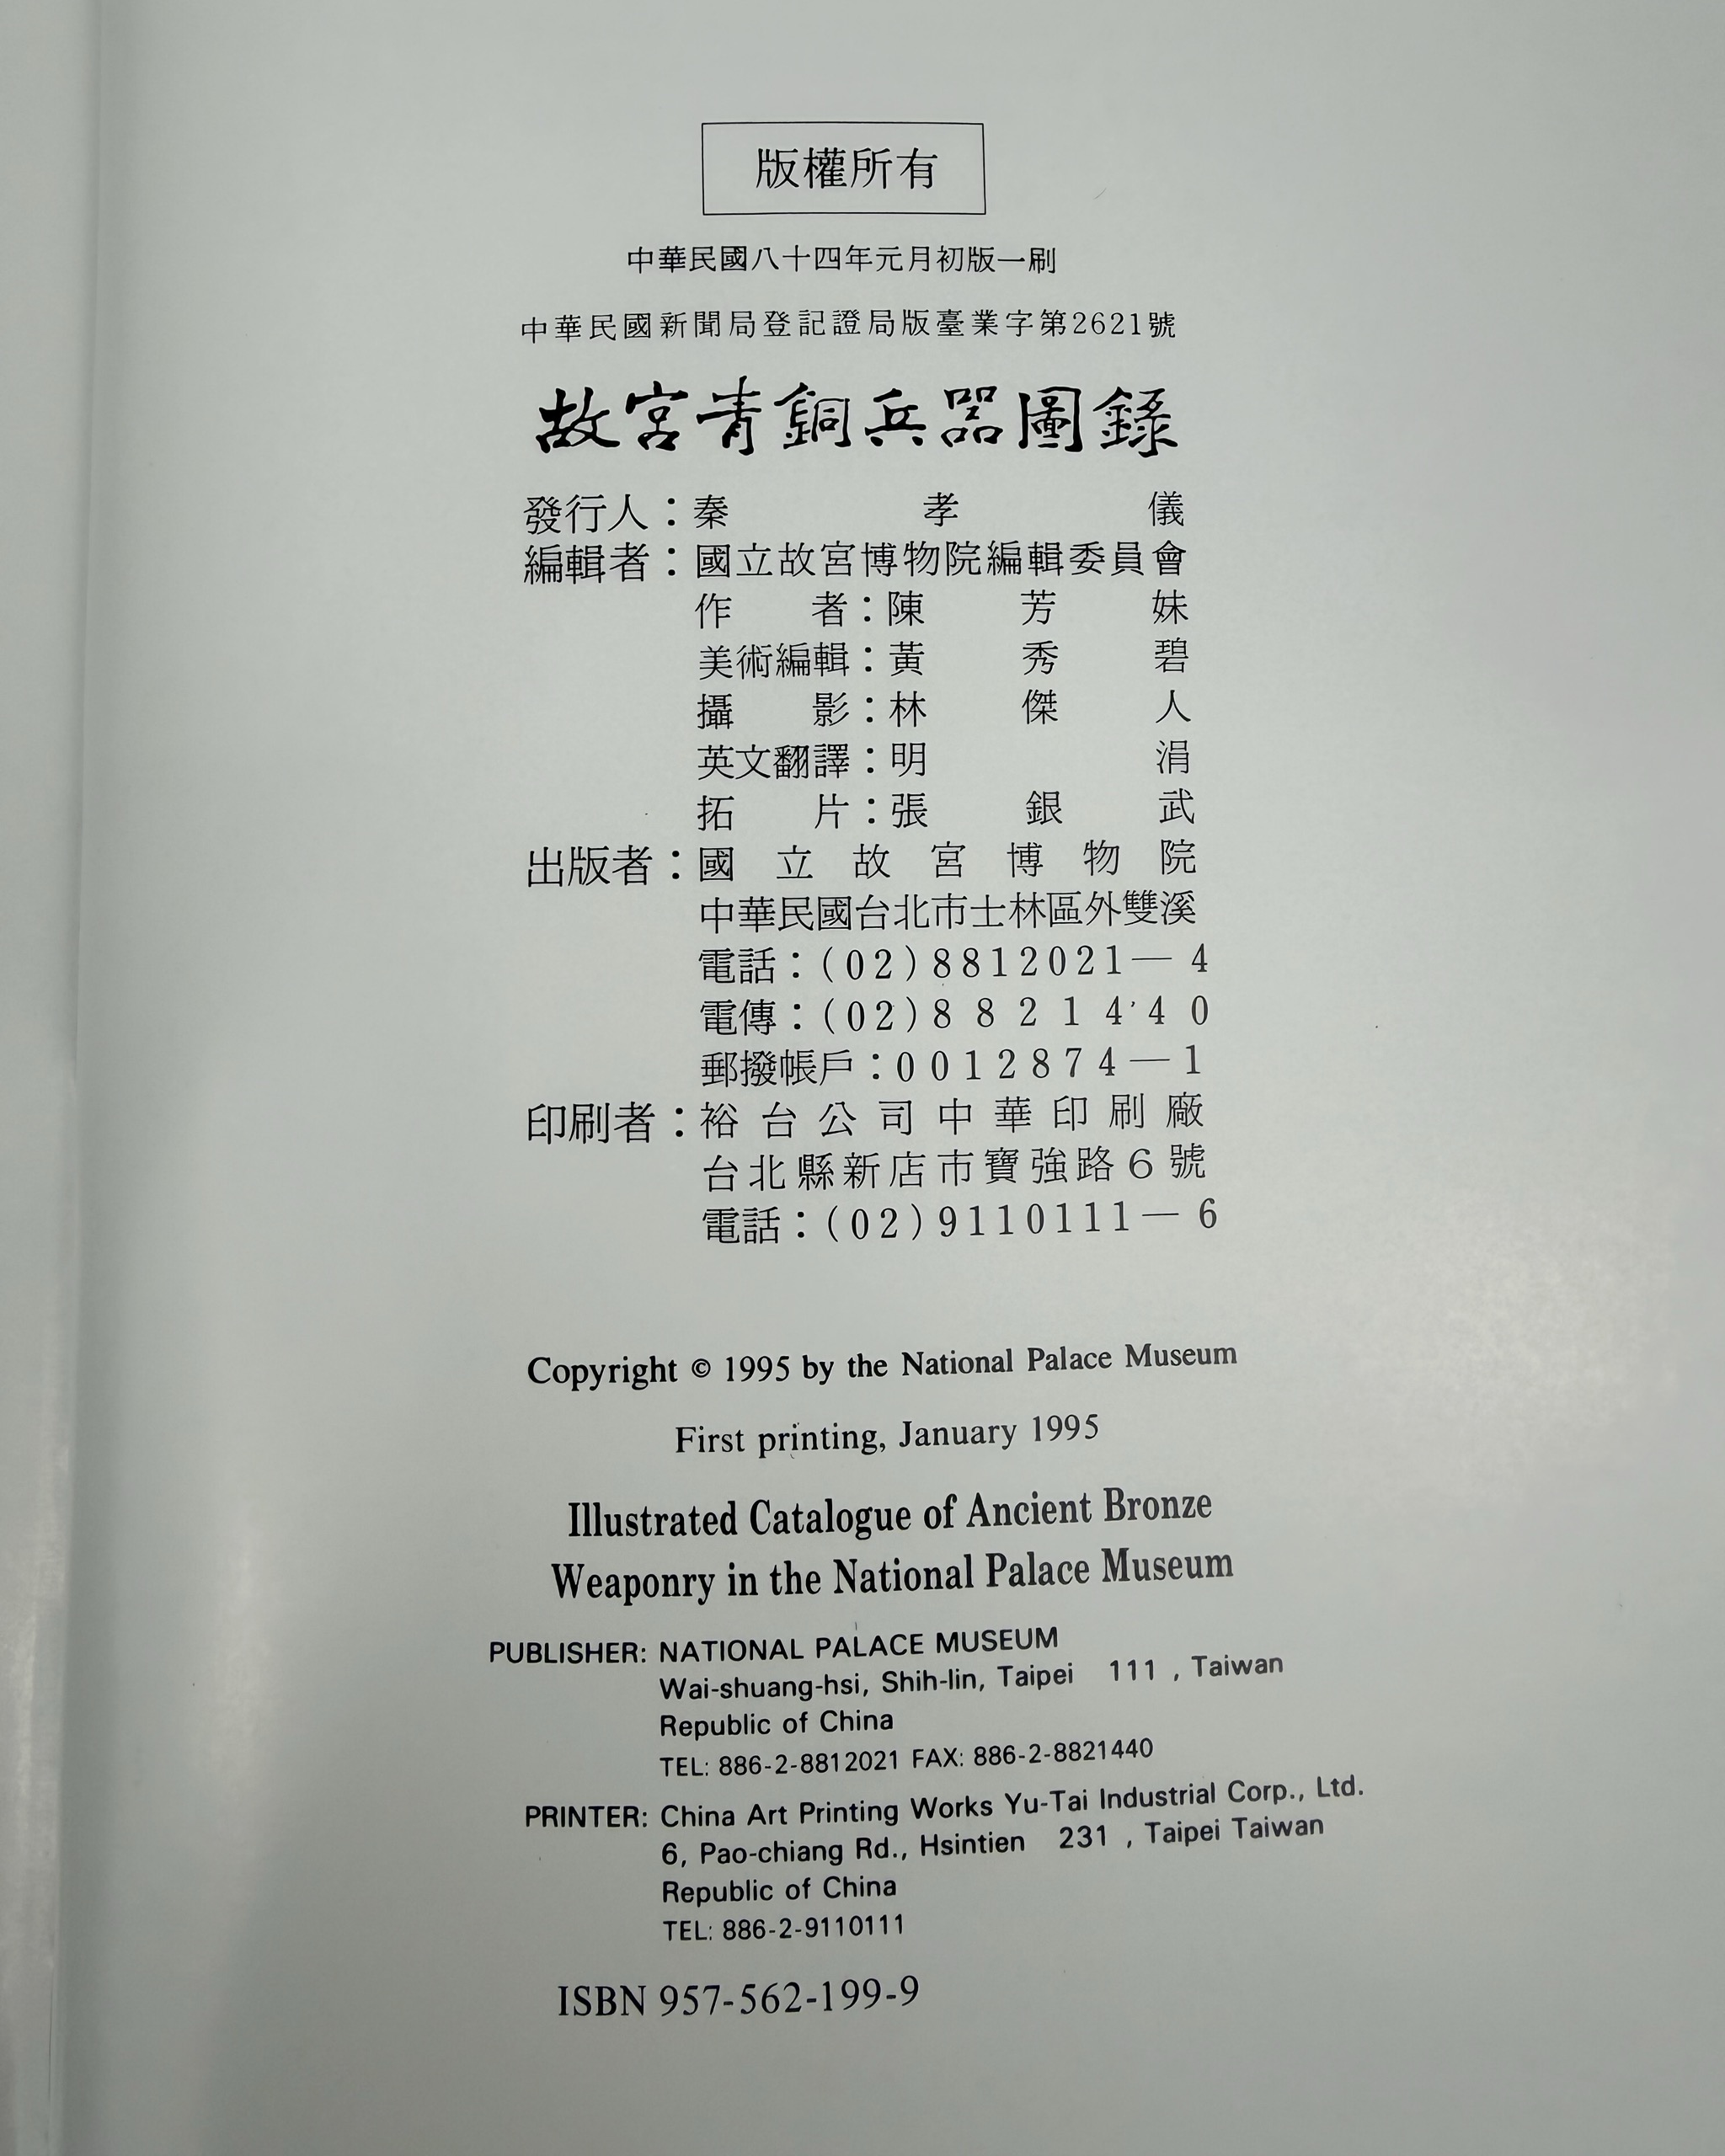 版權所有
中華民國八十四年元月初版一刷
中華民國新聞局登記證局版臺業字第2621號
故宮青銅兵器圖錄
發行人：秦孝儀
編輯者：國立故宮博物院編輯委員會
作者：陳芳妹
美術編輯：黃秀碧
攝影：林傑人
英文翻譯：明涓
拓片：張銀武
出版者：國立故宮博物院
中華民國台北市士林區外雙溪
電話：(02)8812021—4
電傳：(02)8821440
郵撥帳戶：0012874—1
印刷者：裕台公司中華印刷廠
台北縣新店市寶強路6號
電話：(02)9110111—6
Copyright © 1995 by the National Palace Museum
First printing, January 1995
Illustrated Catalogue of Ancient Bronze
Weaponry in the National Palace Museum
PUBLISHER: NATIONAL PALACE MUSEUM
Wai-shuang-hsi, Shih-lin, Taipei 111 , Taiwan
Republic of China
TEL: 886-2-8812021 FAX: 886-2-8821440
PRINTER: China Art Printing Works Yu-Tai Industrial Corp., Ltd.
6, Pao-chiang Rd., Hsintien 231 , Taipei Taiwan
Republic of China
TEL: 886-2-9110111
ISBN 957-562-199-9